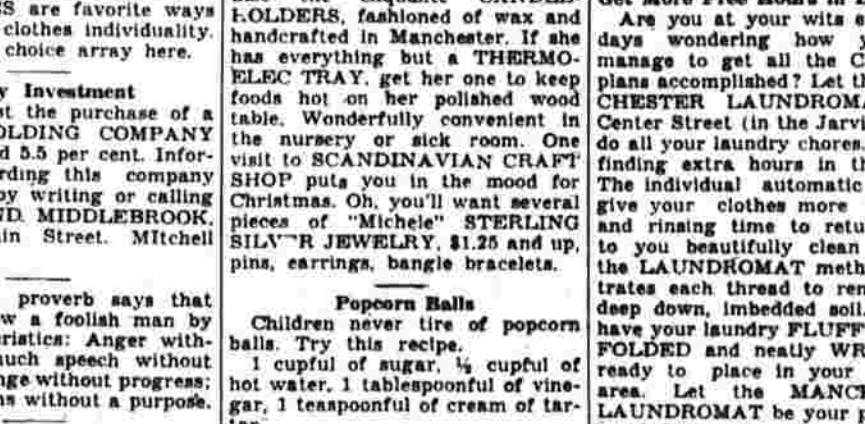 S are favorite ways
clothes individuality.
choice array here.
y Investment
t the purchase of a
OLDING COMPANY
d 5.5 per cent. Infor-
rding this company
by writing or calling
ND. MIDDLEBROOK,
in Street. MItchell
proverb says that
w a foolish man by
ristics: Anger with-
uch speech without
nge without progress;
s without a purpose.
HOLDERS, fashioned of wax and
handcrafted in Manchester. If she
has everything but a THERMO-
ELEC TRAY, get her one to keep
foods hot on her polished wood
table. Wonderfully convenient in
the nursery or sick room. One
visit to SCANDINAVIAN CRAFT
SHOP puts you in the mood for
Christmas. Oh, you'll want several
pieces of "Michele" STERLING
SILV R JEWELRY, $1.25 and up,
pins, earrings, bangle bracelets.
Popcorn Balls
Children never tire of popcorn
balls. Try this recipe.
1 cupful of sugar, ½ cupful of
hot water, 1 tablespoonful of vine-
gar, 1 teaspoonful of cream of tar-
Are you at your wits
days wondering how
manage to get all the C
plans accomplished? Let t
CHESTER LAUNDROM
Center Street (in the Jarvi
do all your laundry chores.
finding extra hours in t
The individual automatic
give your clothes more
and rinsing time to retu
to you beautifully clean
the LAUNDROMAT meth
trates each thread to re
deep down, imbedded soil.
have your laundry FLUFF
FOLDED and neatly WR
ready to place in your
area. Let the MANC
LAUNDROMAT be your